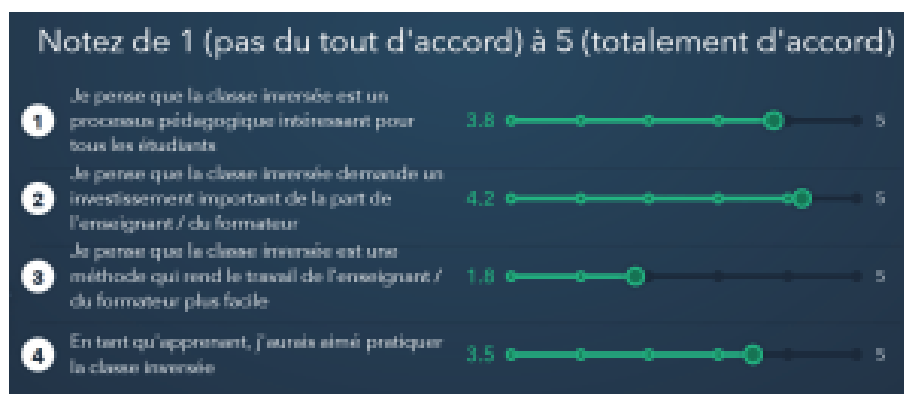 Notez de 1 (pas du tout d'accord) à 5 (totalement d'accord)
1
Je pense que la classe inversée est un
processus pédagogique intéressant pour
tous les étudiants
3.8
5
2
Je pense que la classe inversée demande un
investissement important de la part de
l'enseignant / du formateur
4.2
5
3
Je pense que la classe inversée est une
méthode qui rend le travail de l'enseignant /
du formateur plus facile
1.8
5
4
En tant qu'apprenant, j'aurais aimé pratiquer
la classe inversée
3.5
5